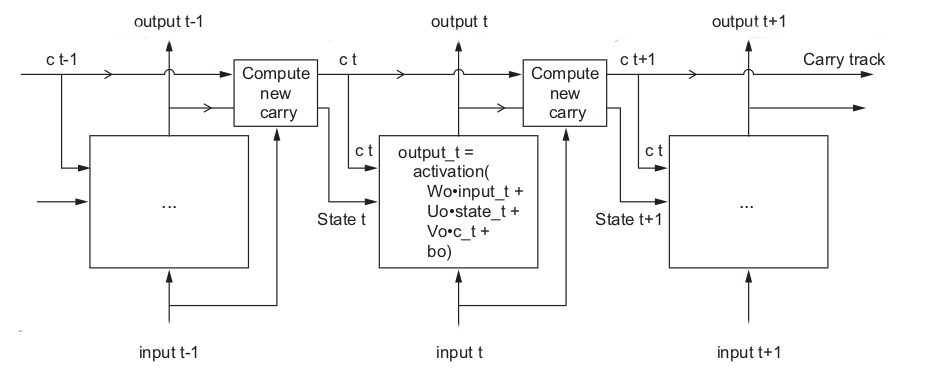 output t-1
output t
output t+1
c t-1
c t
c t+1
Carry track
Compute
new
carry
Compute
new
carry
c t
output_t =
activation(
Wo•input_t +
Uo•state_t +
Vo•c_t +
bo)
c t
...
...
State t
State t+1
input t-1
input t
input t+1